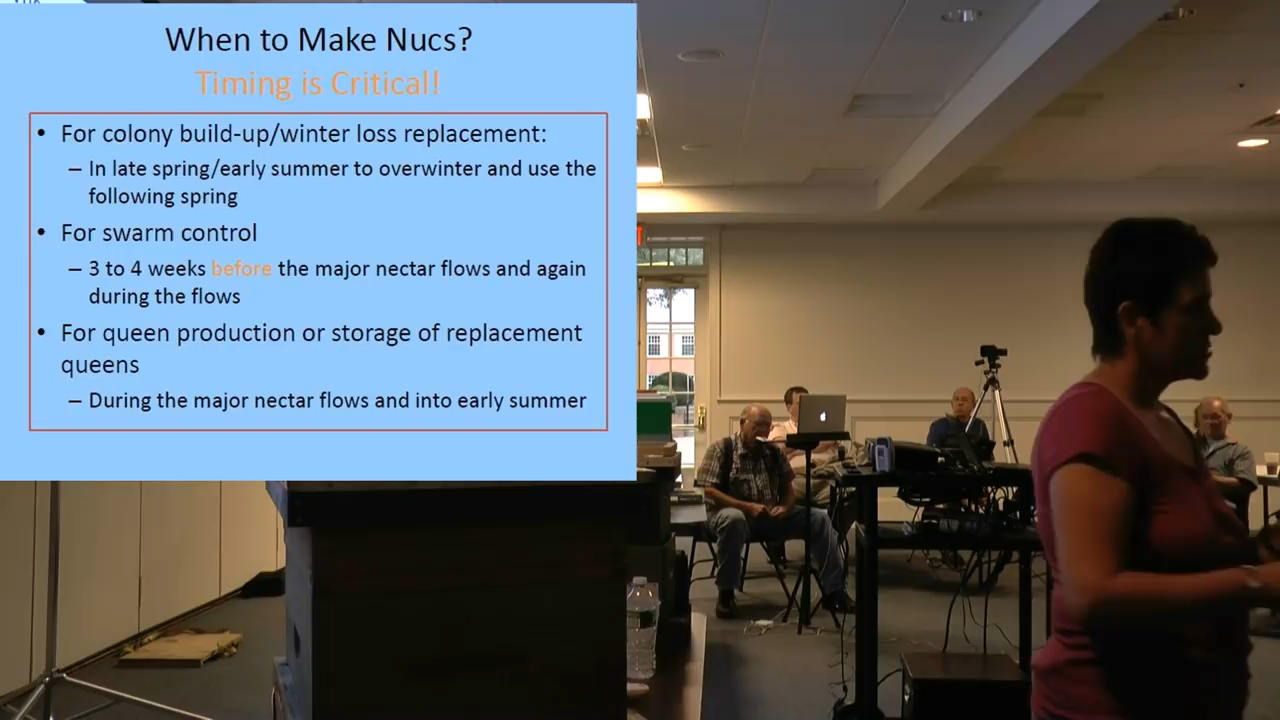 When to Make Nucs?
Timing is Critical!
• For colony build-up/winter loss replacement:
– In late spring/early summer to overwinter and use the
following spring
• For swarm control
– 3 to 4 weeks before the major nectar flows and again
during the flows
• For queen production or storage of replacement
queens
– During the major nectar flows and into early summer